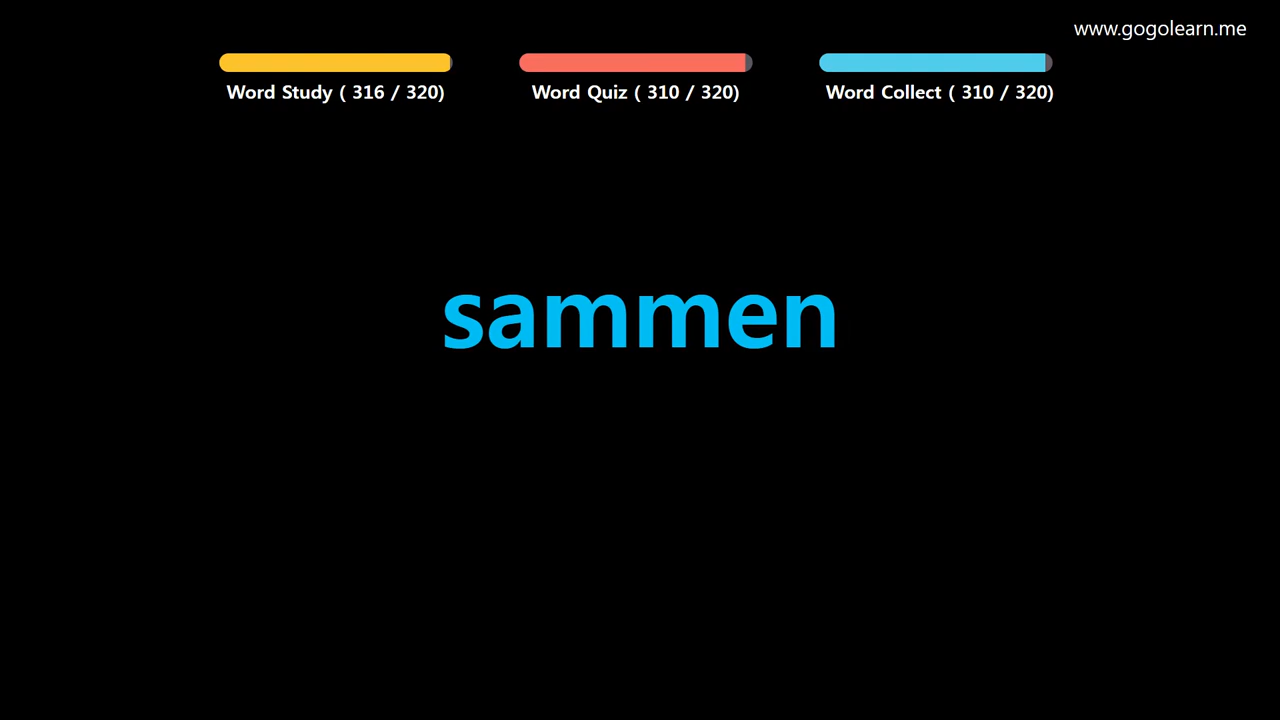 www.gogolearn.me
Word Study ( 316 / 320)
Word Quiz ( 310 / 320)
Word Collect ( 310 / 320)
sammen